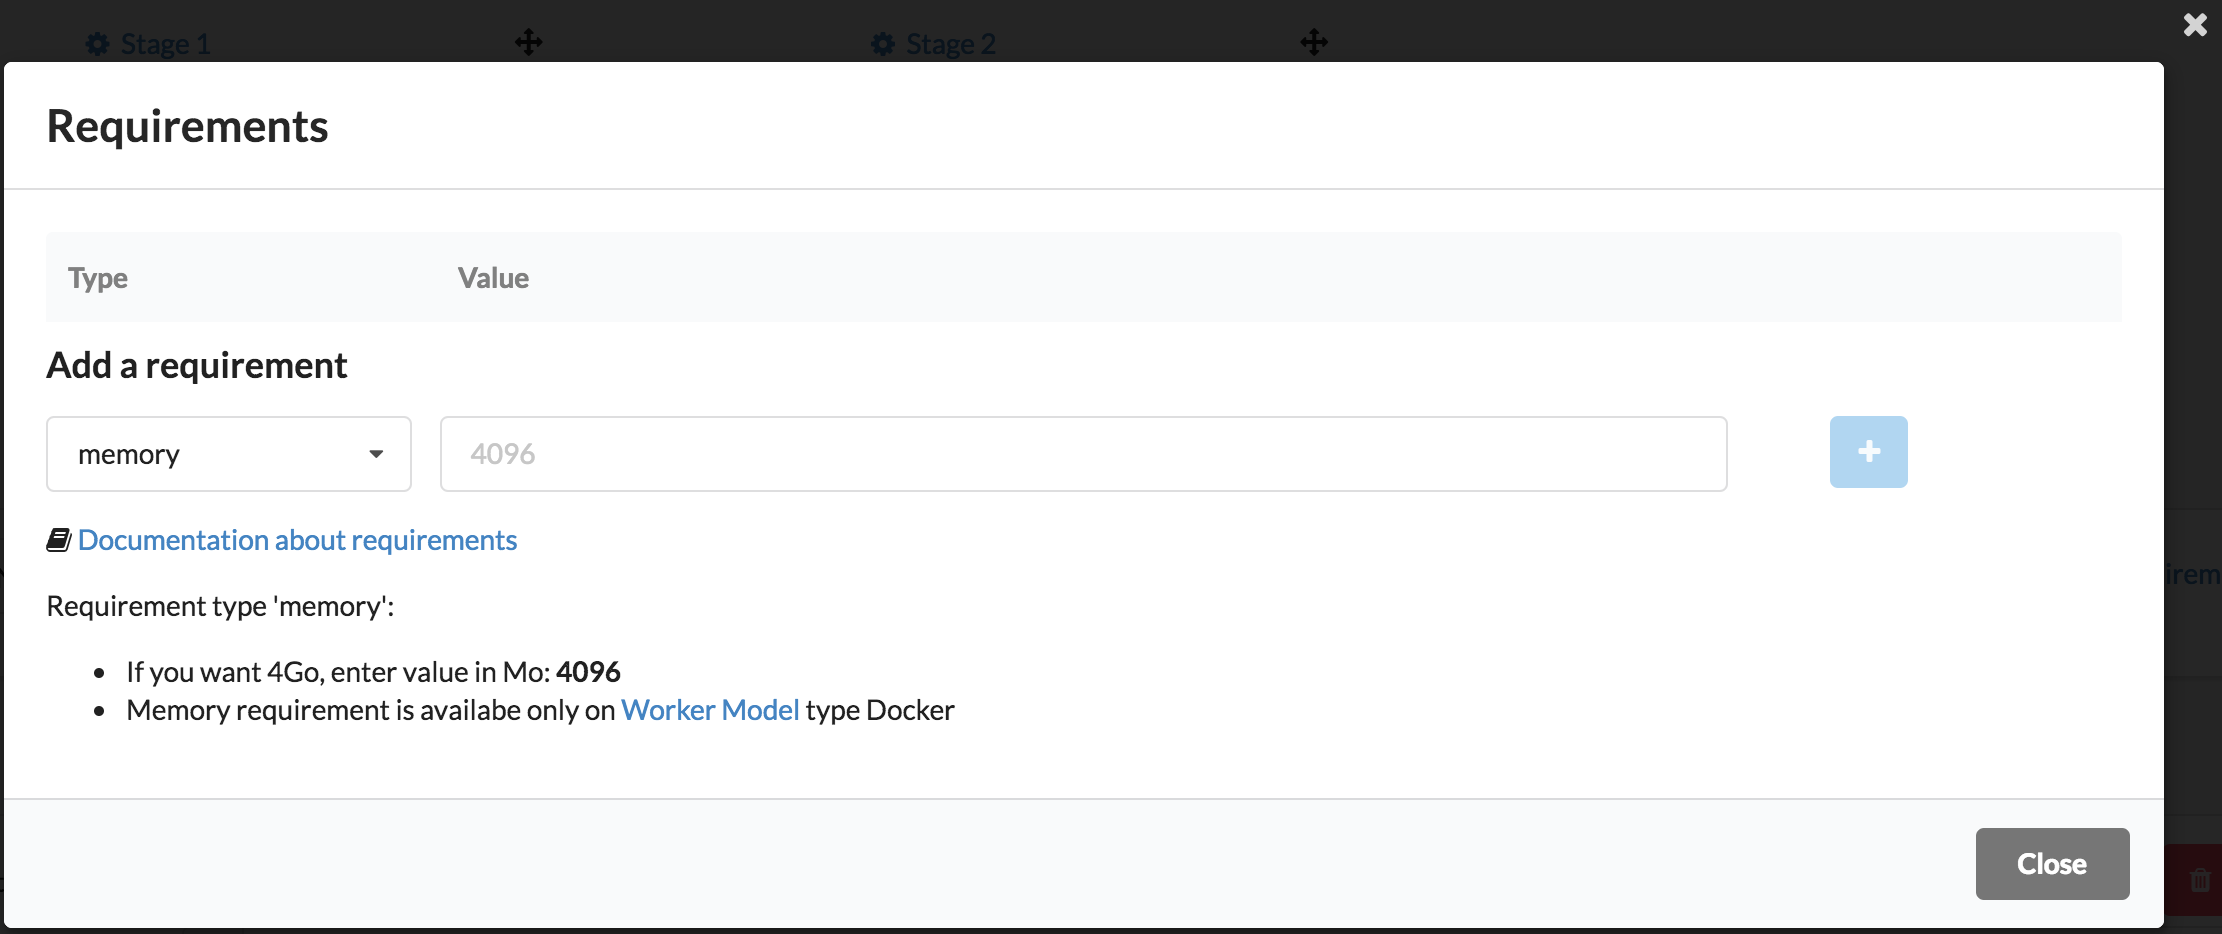 Stage 1
Stage 2
Requirements
Type
Value
Add a requirement
memory
4096
Documentation about requirements
irem
Requirement type 'memory':
If you want 4Go, enter value in Mo: 4096
Memory requirement is availabe only on Worker Model type Docker
Close